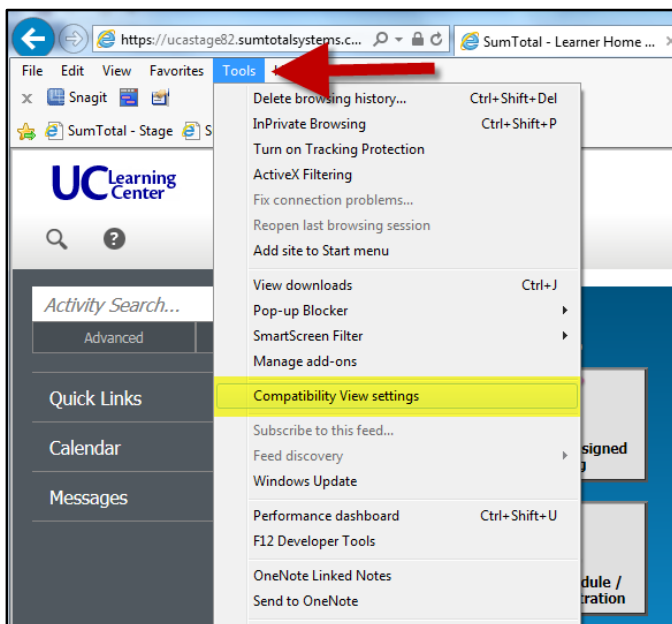 https://ucastage82.sumtotalsystems.c... SumTotal - Learner Home ...
File Edit View Favorites Tools
x Snagit
SumTotal - Stage S
UC Learning Center
?
Activity Search...
Advanced
Quick Links
Calendar
Messages
Delete browsing history... Ctrl+Shift+Del
InPrivate Browsing Ctrl+Shift+P
Turn on Tracking Protection
ActiveX Filtering
Fix connection problems...
Reopen last browsing session
Add site to Start menu
View downloads Ctrl+J
Pop-up Blocker
SmartScreen Filter
Manage add-ons
Compatibility View settings
Subscribe to this feed...
Feed discovery
Windows Update
Performance dashboard Ctrl+Shift+U
F12 Developer Tools
OneNote Linked Notes
Send to OneNote
signed
dule /
tration